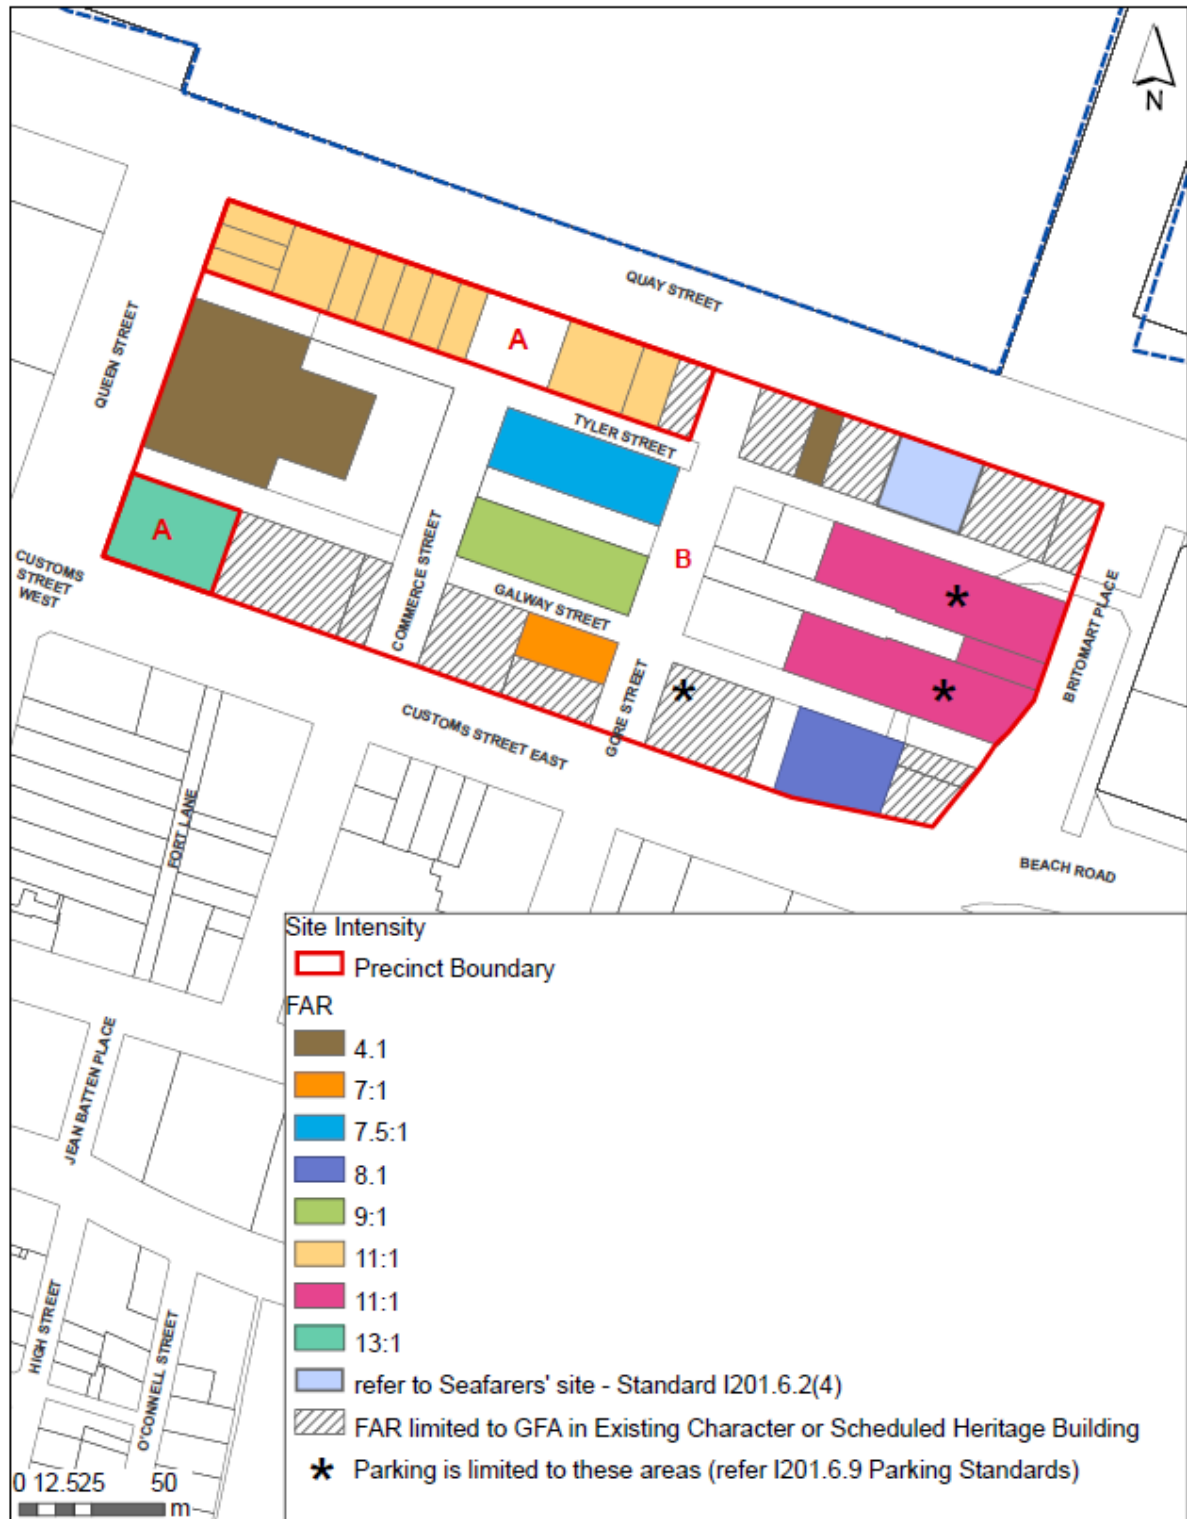 N
QUAY STREET
QUEEN STREET
A
TYLER STREET
A
B
*
CUSTOMS
STREET
WEST
COMMERCE STREET
GALWAY STREET
BRITOMART PLACE
*
*
GORE STREET
CUSTOMS STREET EAST
FORT LANE
BEACH ROAD
JEAN BATTEN PLACE
HIGH STREET
O'CONNELL STREET
Site Intensity
Precinct Boundary
FAR
4.1
7:1
7.5:1
8.1
9:1
11:1
11:1
13:1
refer to Seafarers' site - Standard I201.6.2(4)
FAR limited to GFA in Existing Character or Scheduled Heritage Building
* Parking is limited to these areas (refer I201.6.9 Parking Standards)
0 12.525 50
m